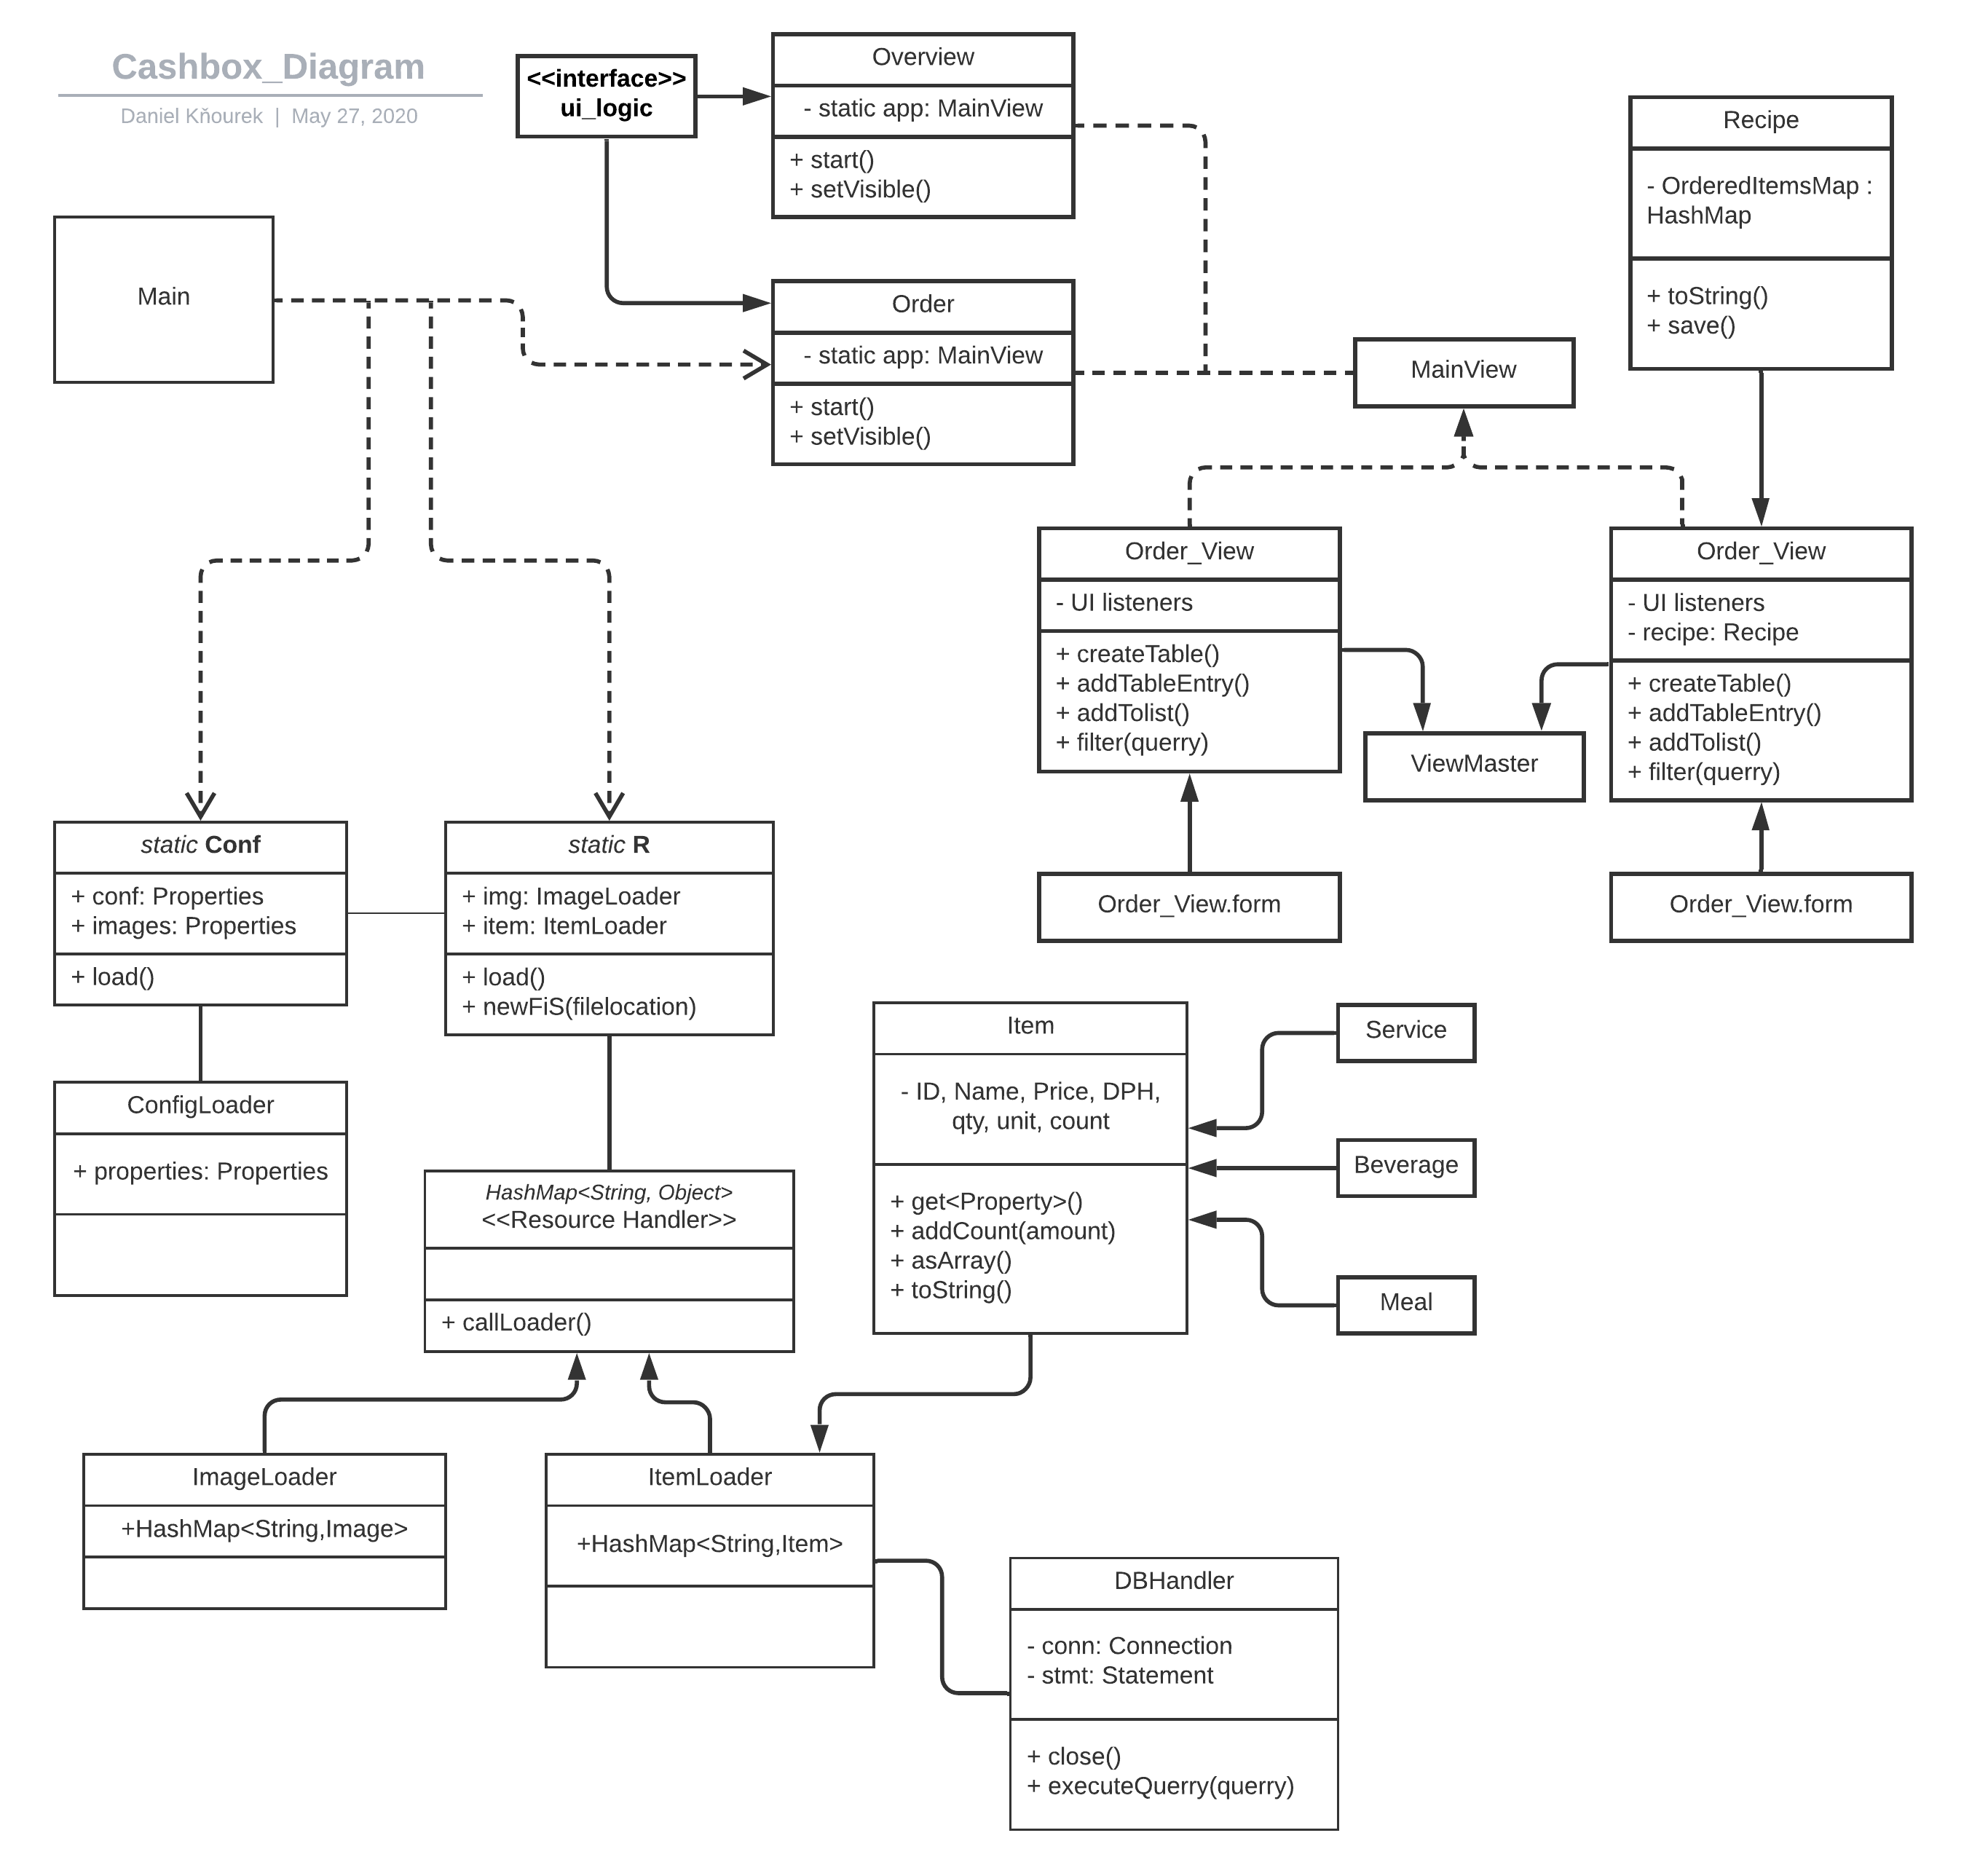 Cashbox_Diagram
Daniel Kňourek | May 27, 2020
<<interface>>
ui_logic
Overview
- static app: MainView
+ start()
+ setVisible()
Recipe
- OrderedItemsMap :
HashMap
+ toString()
+ save()
Main
Order
- static app: MainView
+ start()
+ setVisible()
MainView
Order_View
- UI listeners
+ createTable()
+ addTableEntry()
+ addTolist()
+ filter(querry)
Order_View
- UI listeners
- recipe: Recipe
+ createTable()
+ addTableEntry()
+ addTolist()
+ filter(querry)
ViewMaster
Order_View.form
Order_View.form
static Conf
+ conf: Properties
+ images: Properties
+ load()
static R
+ img: ImageLoader
+ item: ItemLoader
+ load()
+ newFiS(filelocation)
ConfigLoader
+ properties: Properties
HashMap<String, Object>
<<Resource Handler>>
+ callLoader()
Item
- ID, Name, Price, DPH,
qty, unit, count
+ get<Property>()
+ addCount(amount)
+ asArray()
+ toString()
Service
Beverage
Meal
ImageLoader
+HashMap<String,Image>
ItemLoader
+HashMap<String,Item>
DBHandler
- conn: Connection
- stmt: Statement
+ close()
+ executeQuerry(querry)